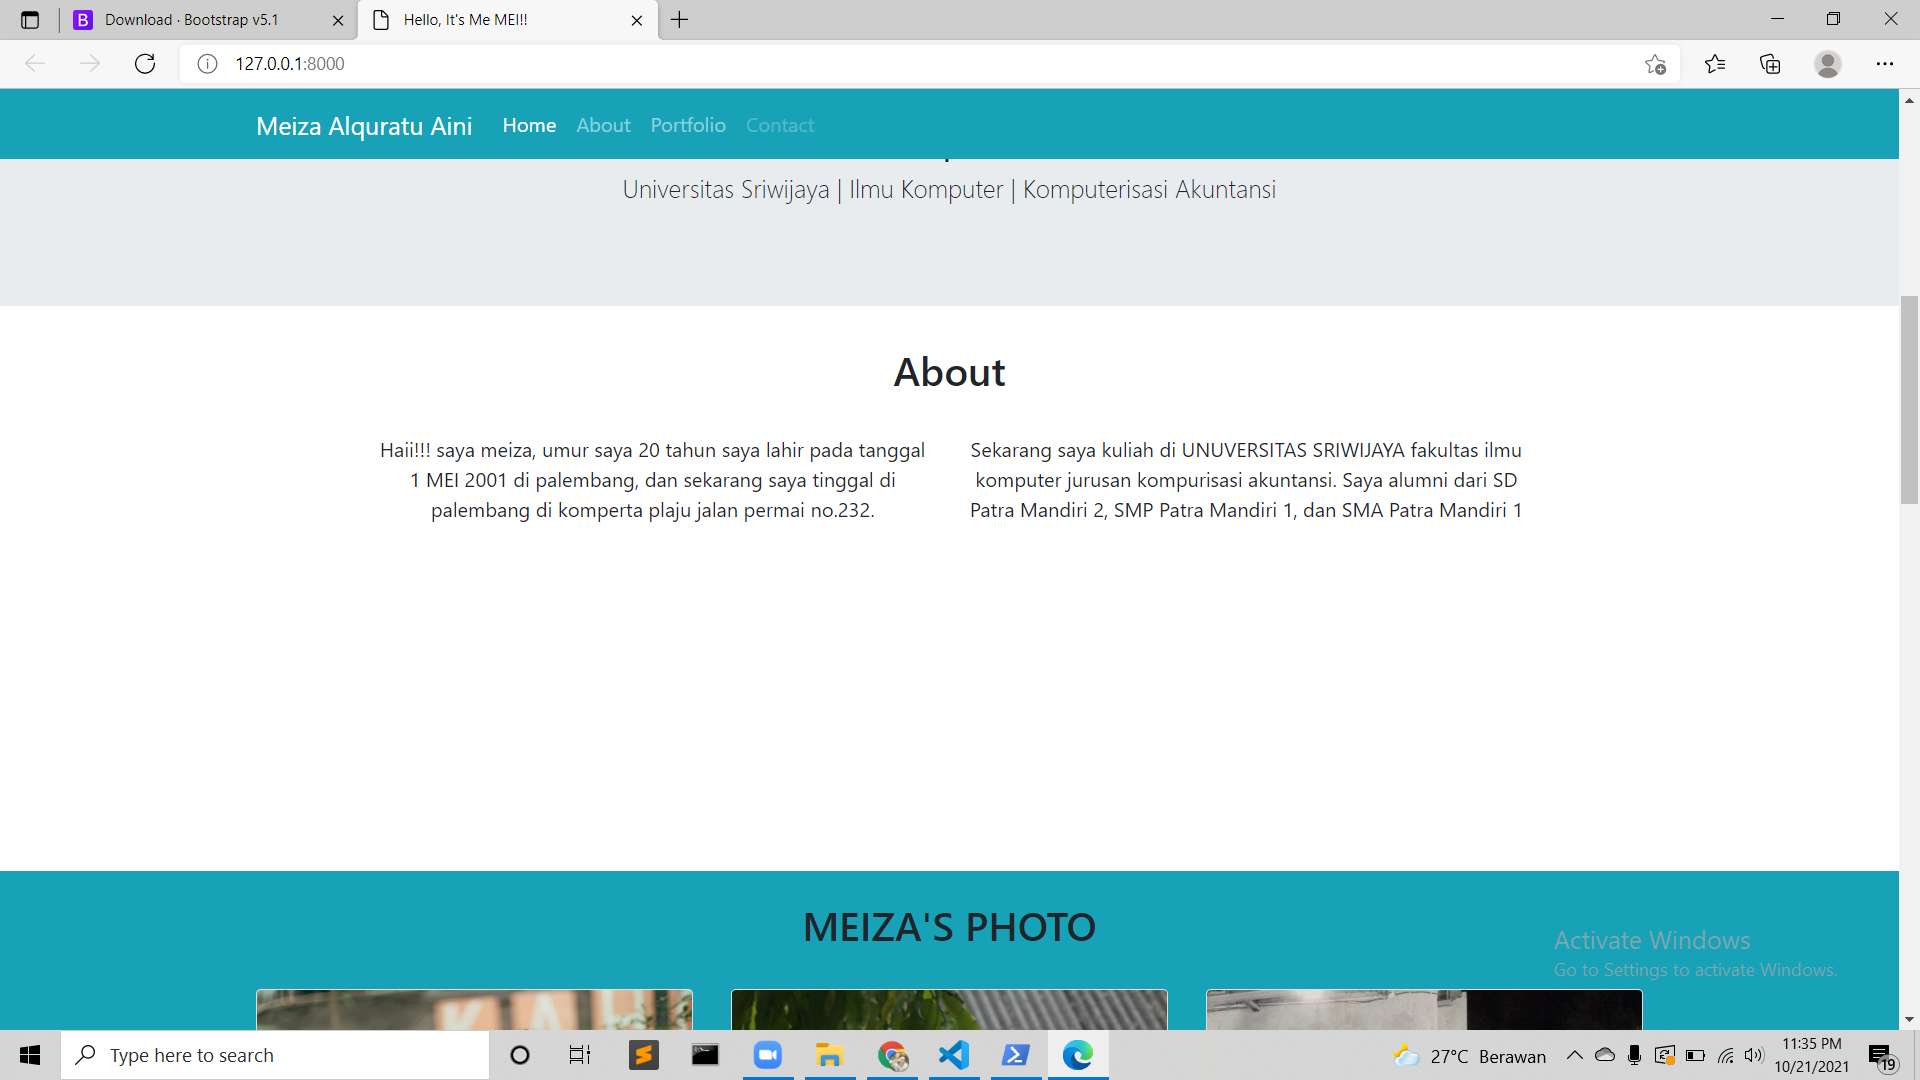 Download · Bootstrap v5.1
Hello, It's Me MEI!!
127.0.0.1:8000
Meiza Alquratu Aini Home About Portfolio Contact
Universitas Sriwijaya | Ilmu Komputer | Komputerisasi Akuntansi
About
Haii!!! saya meiza, umur saya 20 tahun saya lahir pada tanggal
1 MEI 2001 di palembang, dan sekarang saya tinggal di
palembang di komperta plaju jalan permai no.232.
Sekarang saya kuliah di UNUVERSITAS SRIWIJAYA fakultas ilmu
komputer jurusan kompurisasi akuntansi. Saya alumni dari SD
Patra Mandiri 2, SMP Patra Mandiri 1, dan SMA Patra Mandiri 1
MEIZA'S PHOTO
Activate Windows
Go to Settings to activate Windows.
Type here to search
27°C Berawan
11:35 PM
10/21/2021
19